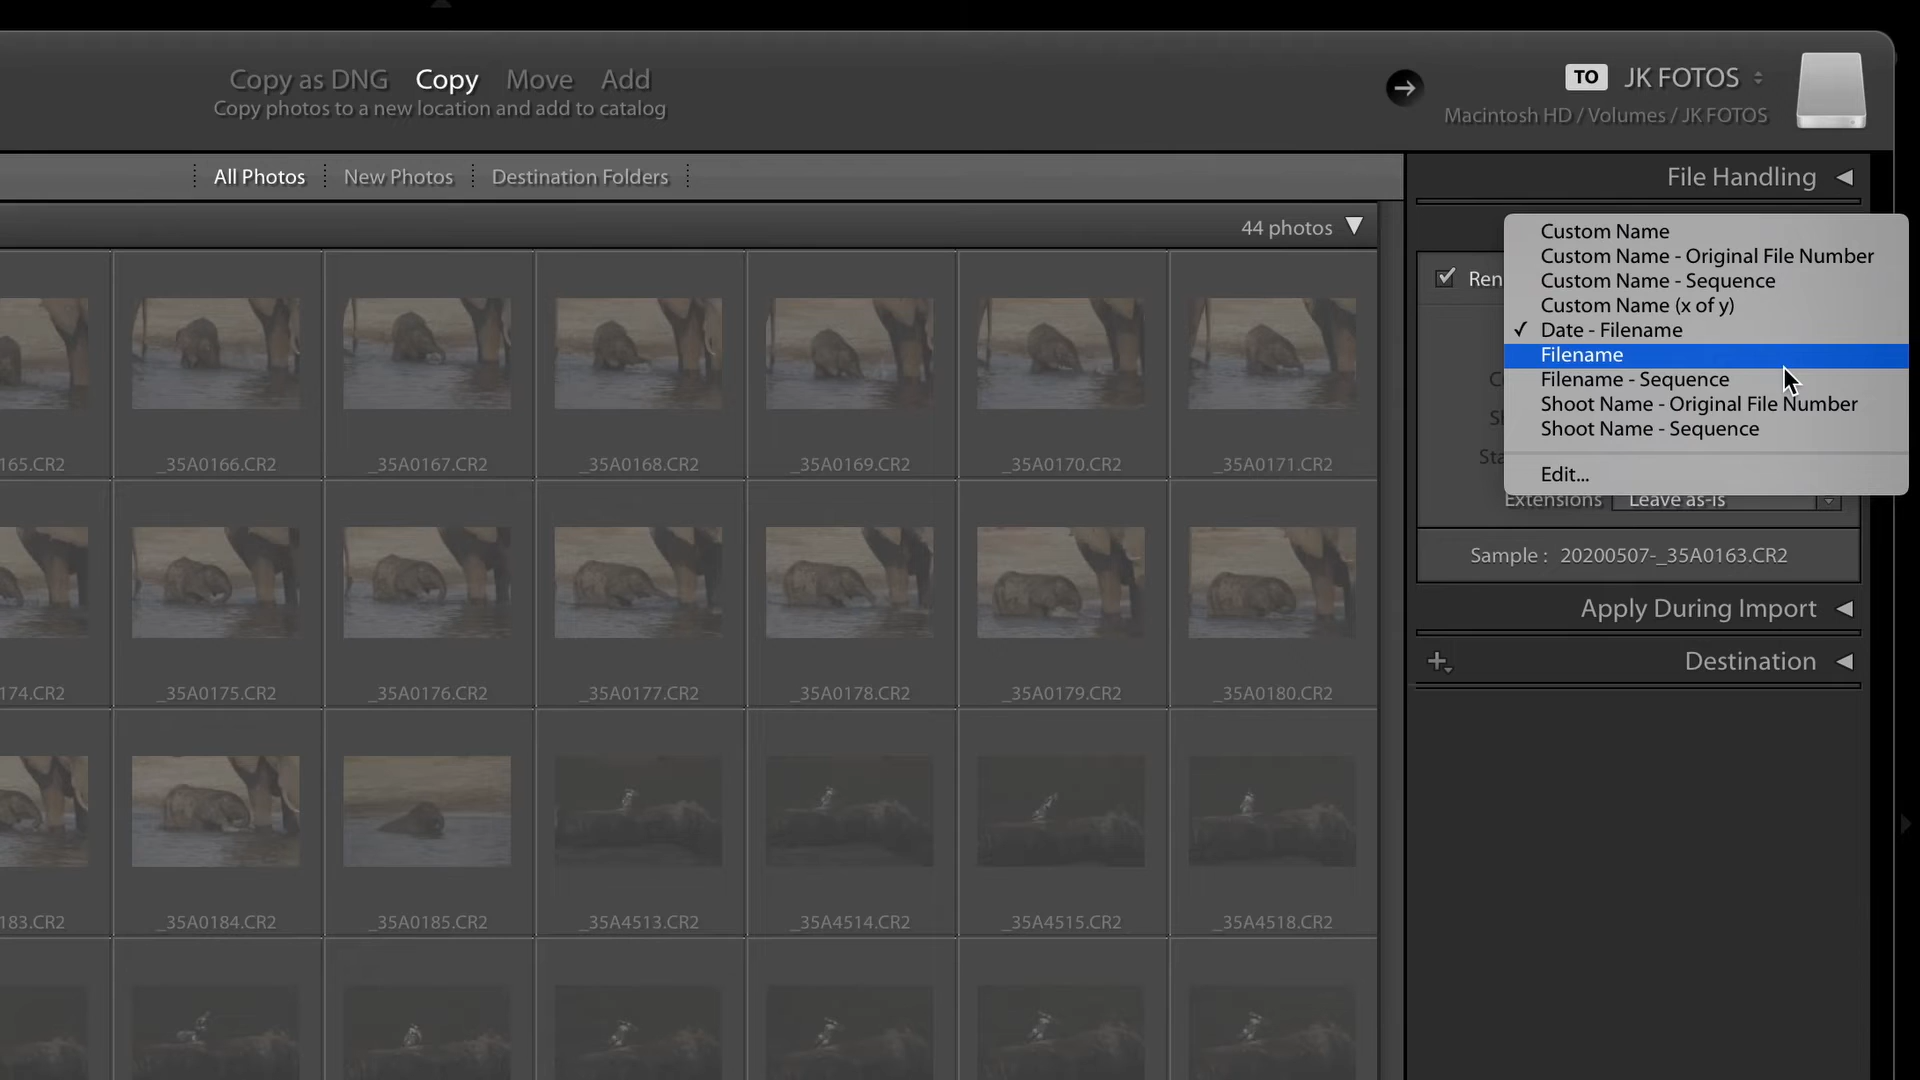 Copy as DNG Copy Move Add
Copy photos to a new location and add to catalog
TO JK FOTOS
Macintosh HD / Volumes / JK FOTOS
All Photos New Photos Destination Folders
File Handling
44 photos
Custom Name
Custom Name - Original File Number
Custom Name - Sequence
Custom Name (x of y)
✓ Date - Filename
Filename
Filename - Sequence
Shoot Name - Original File Number
Shoot Name - Sequence
Edit...
Ren
Extensions Leave as-is
Sample : 20200507-_35A0163.CR2
Apply During Import
Destination
165.CR2 _35A0166.CR2 _35A0167.CR2 _35A0168.CR2 _35A0169.CR2 _35A0170.CR2 _35A0171.CR2
174.CR2 _35A0175.CR2 _35A0176.CR2 _35A0177.CR2 _35A0178.CR2 _35A0179.CR2 _35A0180.CR2
183.CR2 _35A0184.CR2 _35A0185.CR2 _35A4513.CR2 _35A4514.CR2 _35A4515.CR2 _35A4518.CR2